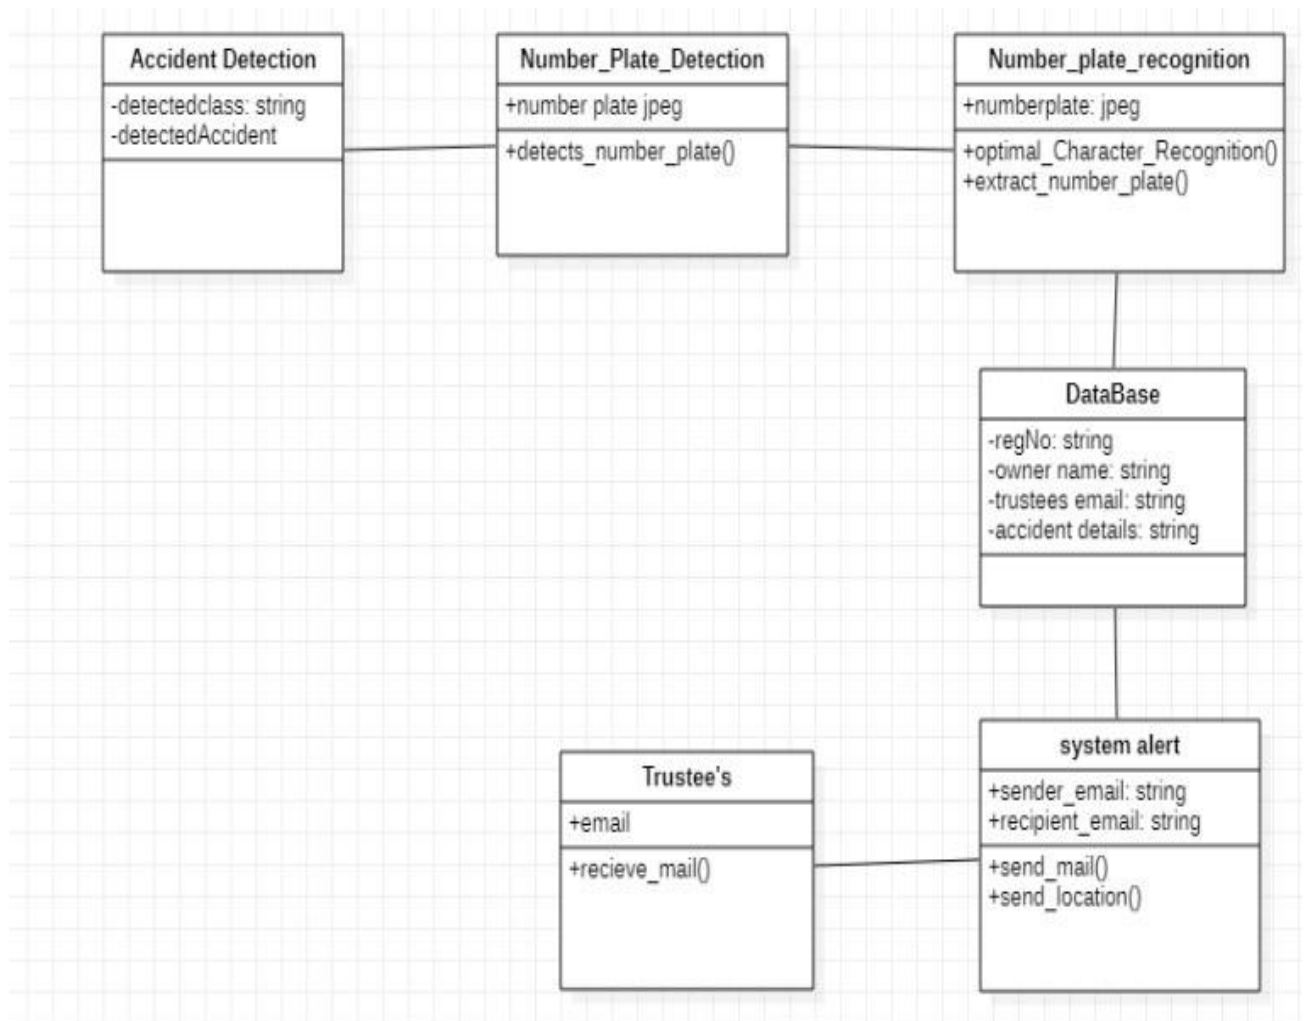 Accident Detection
-detectedclass: string
-detectedAccident
Number_Plate_Detection
+number plate jpeg
+detects_number_plate()
Number_plate_recognition
+numberplate: jpeg
+optimal_Character_Recognition()
+extract_number_plate()
DataBase
-regNo: string
-owner name: string
-trustees email: string
-accident details: string
system alert
+sender_email: string
+recipient_email: string
+send_mail()
+send_location()
Trustee's
+email
+recieve_mail()